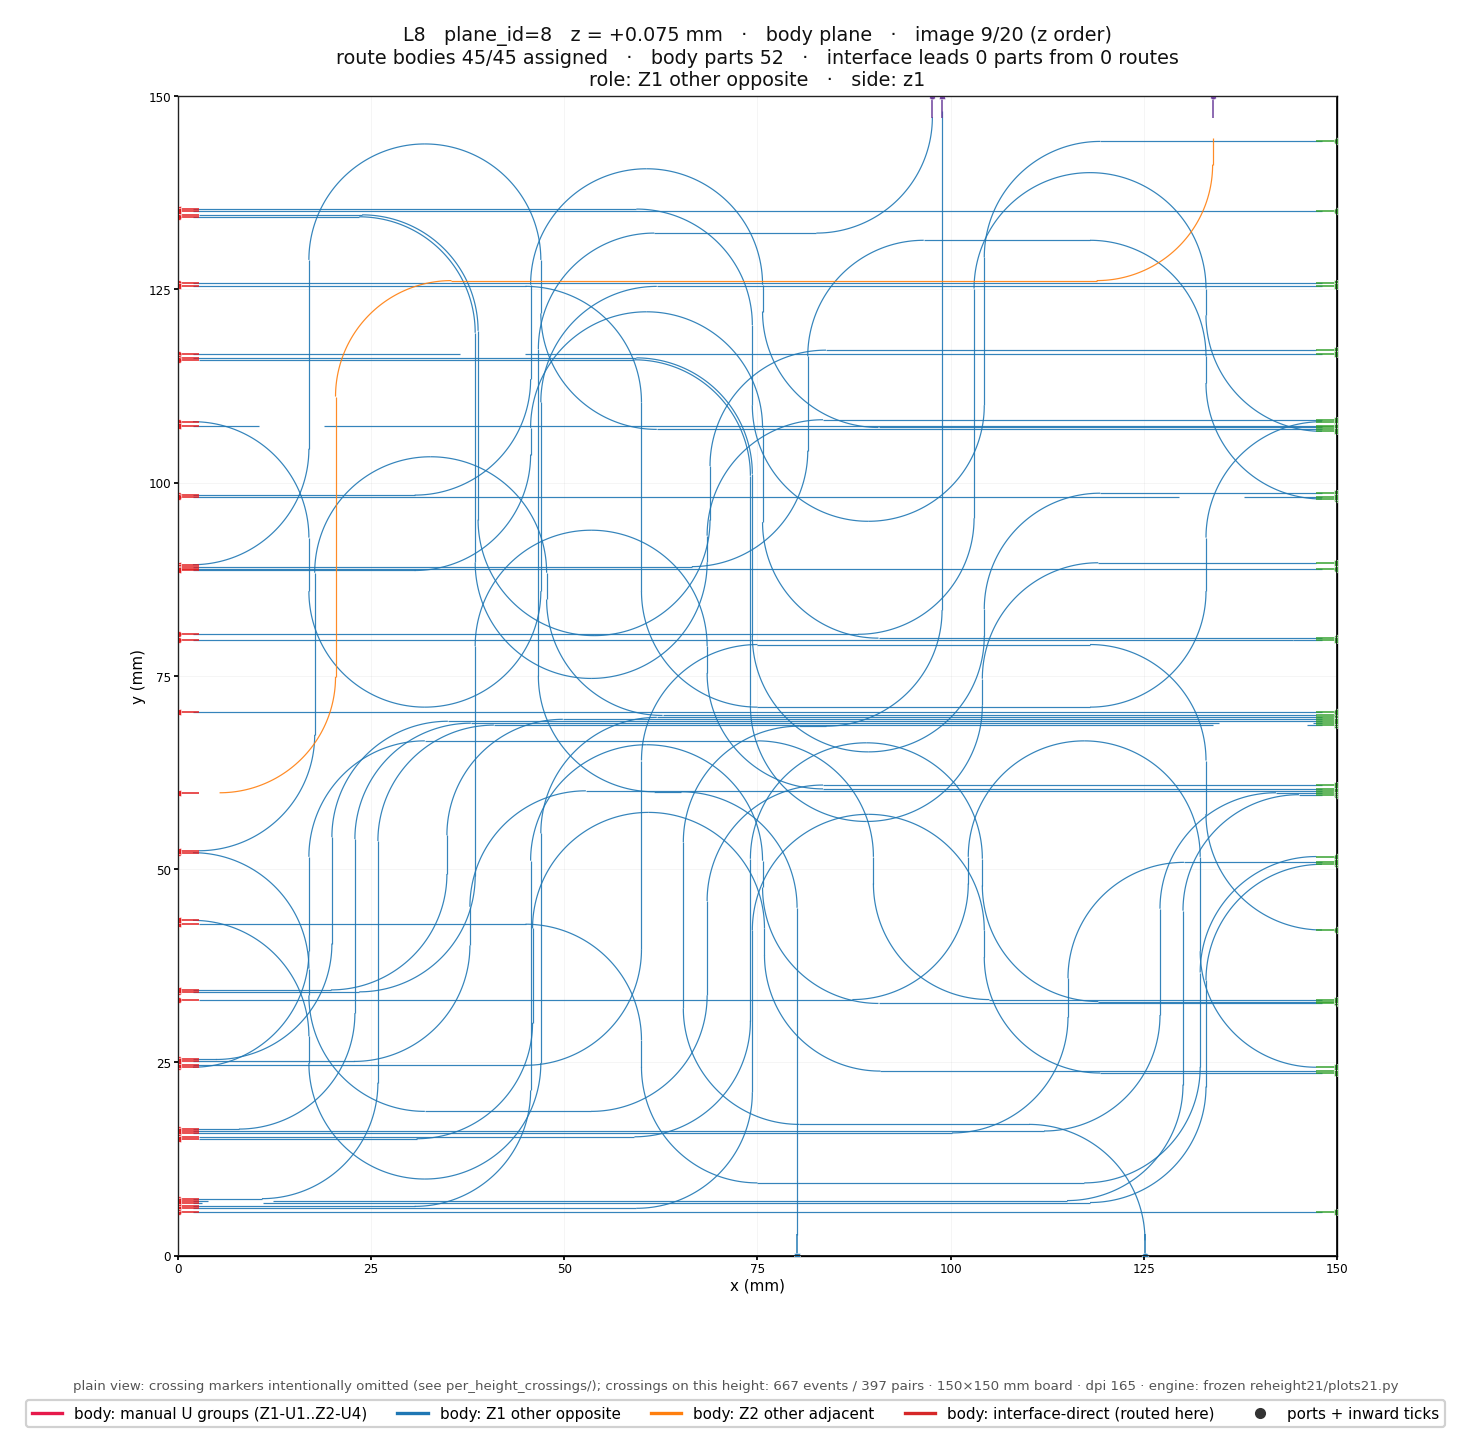 L8   plane_id=8   z = +0.075 mm   ·   body plane   ·   image 9/20 (z order)
route bodies 45/45 assigned   ·   body parts 52   ·   interface leads 0 parts from 0 routes
role: Z1 other opposite   ·   side: z1
150
125
100
75
50
25
0
y (mm)
0 25 50 75 100 125 150
x (mm)
plain view: crossing markers intentionally omitted (see per_height_crossings/); crossings on this height: 667 events / 397 pairs · 150×150 mm board · dpi 165 · engine: frozen reheight21/plots21.py
body: manual U groups (Z1-U1..Z2-U4)   body: Z1 other opposite   body: Z2 other adjacent   body: interface-direct (routed here)   ports + inward ticks